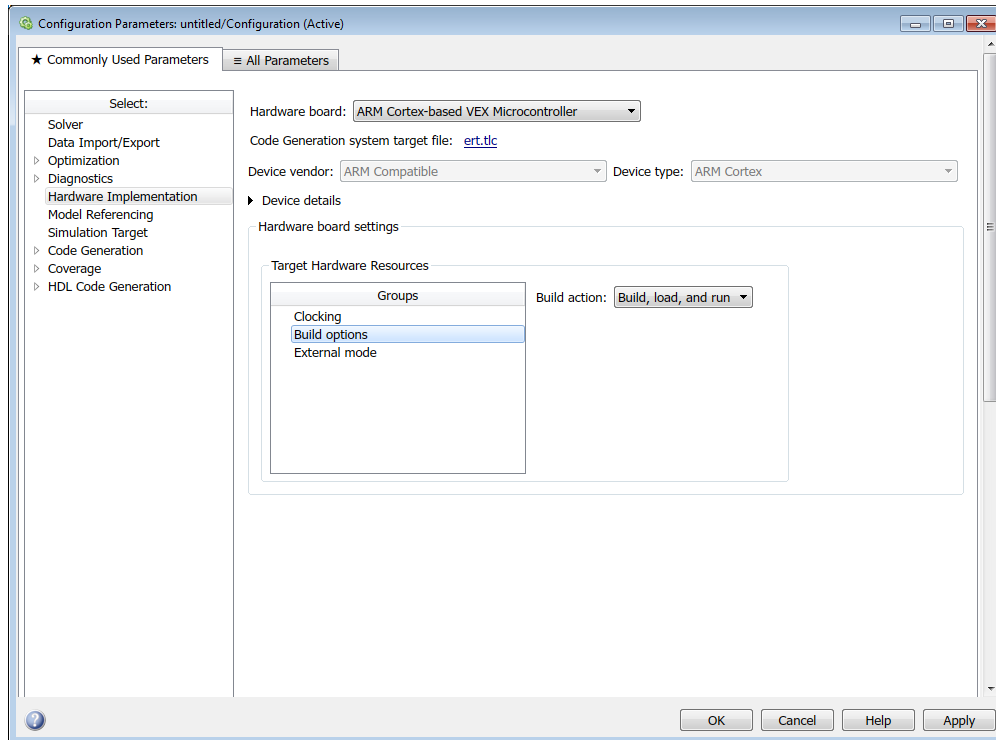 Configuration Parameters: untitled/Configuration (Active)
★ Commonly Used Parameters
≡ All Parameters
Select:
Solver
Data Import/Export
Optimization
Diagnostics
Hardware Implementation
Model Referencing
Simulation Target
Code Generation
Coverage
HDL Code Generation
Hardware board: ARM Cortex-based VEX Microcontroller
Code Generation system target file: ert.tlc
Device vendor: ARM Compatible Device type: ARM Cortex
Device details
Hardware board settings
Target Hardware Resources
Groups
Clocking
Build options
External mode
Build action: Build, load, and run
OK Cancel Help Apply